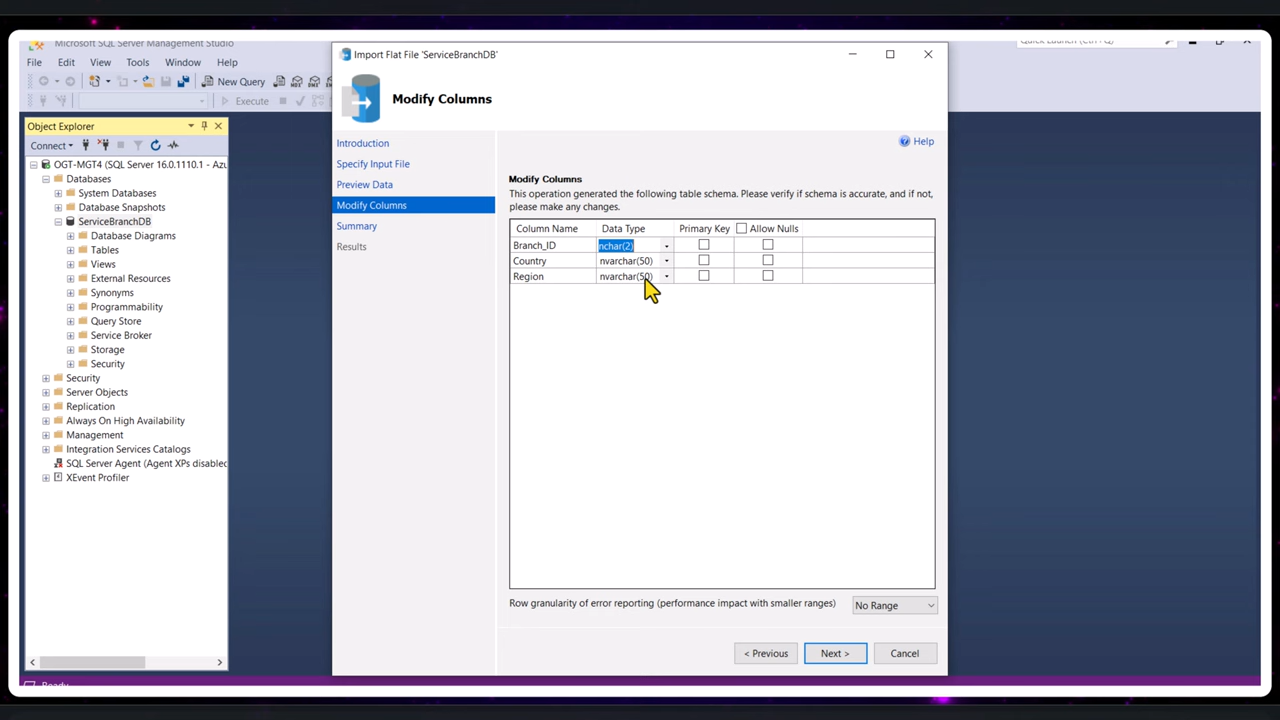 Microsoft SQL Server Management Studio
Quick Launch (Ctrl+Q)
File Edit View Tools Window Help
New Query
Execute
Object Explorer
Connect
OGT-MGT4 (SQL Server 16.0.1110.1 - Azu
Databases
System Databases
Database Snapshots
ServiceBranchDB
Database Diagrams
Tables
Views
External Resources
Synonyms
Programmability
Query Store
Service Broker
Storage
Security
Security
Server Objects
Replication
Always On High Availability
Management
Integration Services Catalogs
SQL Server Agent (Agent XPs disabled
XEvent Profiler
Import Flat File 'ServiceBranchDB'
Modify Columns
Introduction
Specify Input File
Preview Data
Modify Columns
Summary
Results
Help
Modify Columns
This operation generated the following table schema. Please verify if schema is accurate, and if not,
please make any changes.
Column Name Data Type Primary Key Allow Nulls
Branch_ID nchar(2)
Country nvarchar(50)
Region nvarchar(50)
Row granularity of error reporting (performance impact with smaller ranges) No Range
< Previous Next > Cancel
Ready